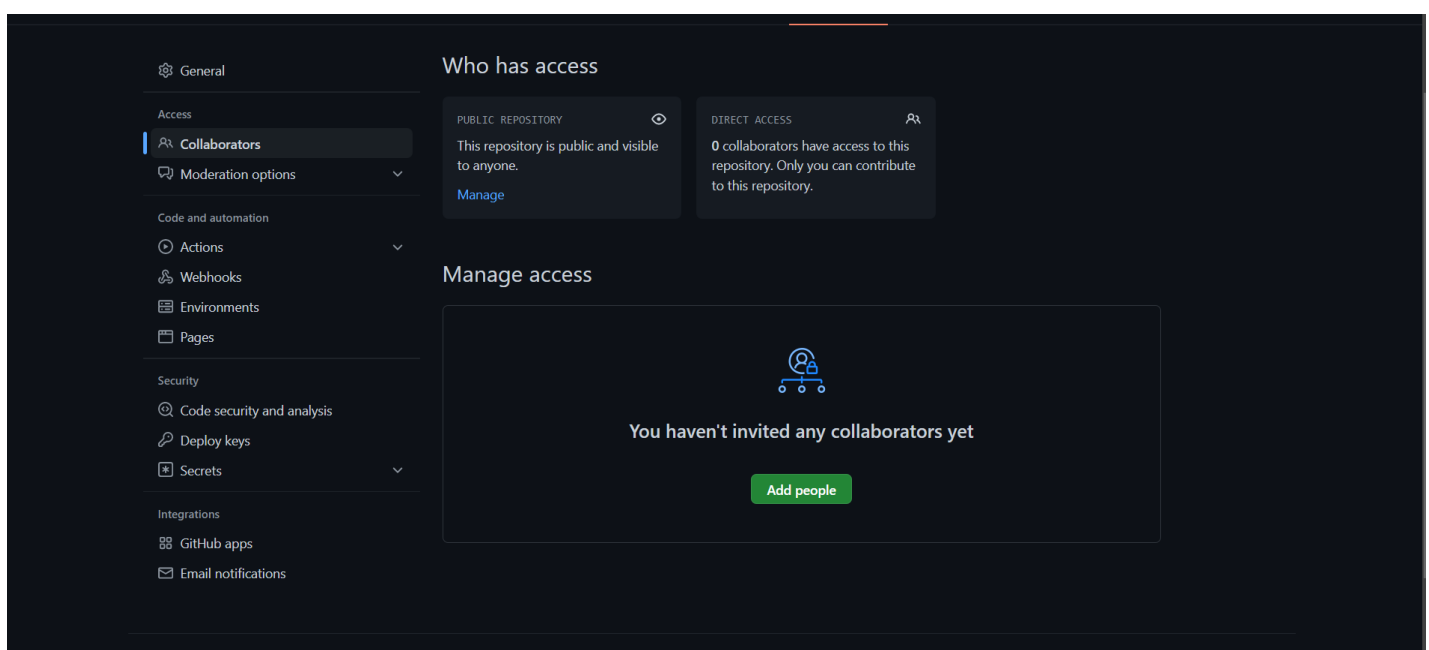 General
Access
Collaborators
Moderation options
Code and automation
Actions
Webhooks
Environments
Pages
Security
Code security and analysis
Deploy keys
Secrets
Integrations
GitHub apps
Email notifications
Who has access
PUBLIC REPOSITORY
This repository is public and visible
to anyone.
Manage
DIRECT ACCESS
0 collaborators have access to this
repository. Only you can contribute
to this repository.
Manage access
You haven't invited any collaborators yet
Add people